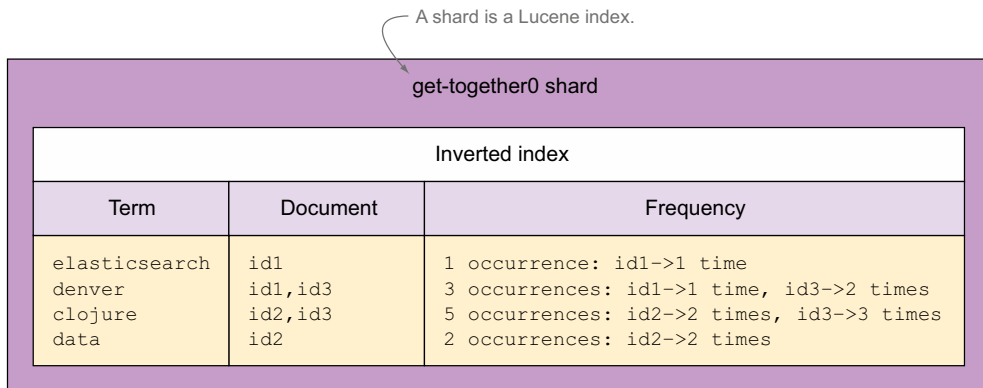 A shard is a Lucene index.
get-together0 shard
Inverted index
Term Document Frequency
elasticsearch id1 1 occurrence: id1->1 time
denver id1,id3 3 occurrences: id1->1 time, id3->2 times
clojure id2,id3 5 occurrences: id2->2 times, id3->3 times
data id2 2 occurrences: id2->2 times